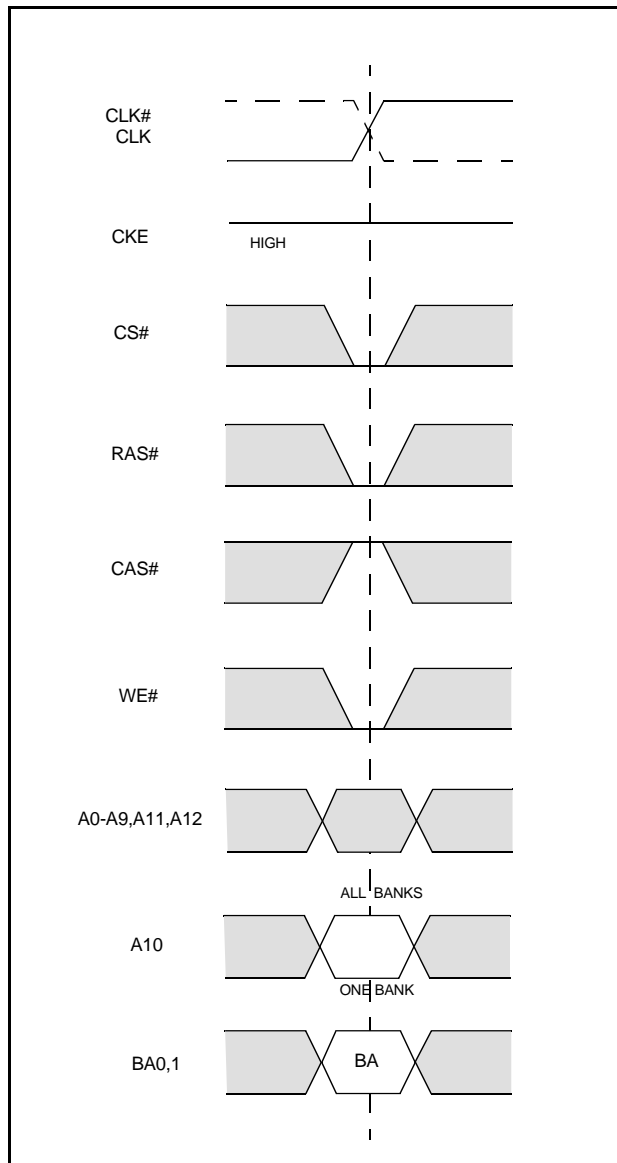 CLK#
CLK
CKE
HIGH
CS#
RAS#
CAS#
WE#
A0-A9,A11,A12
ALL BANKS
A10
ONE BANK
BA0,1
BA